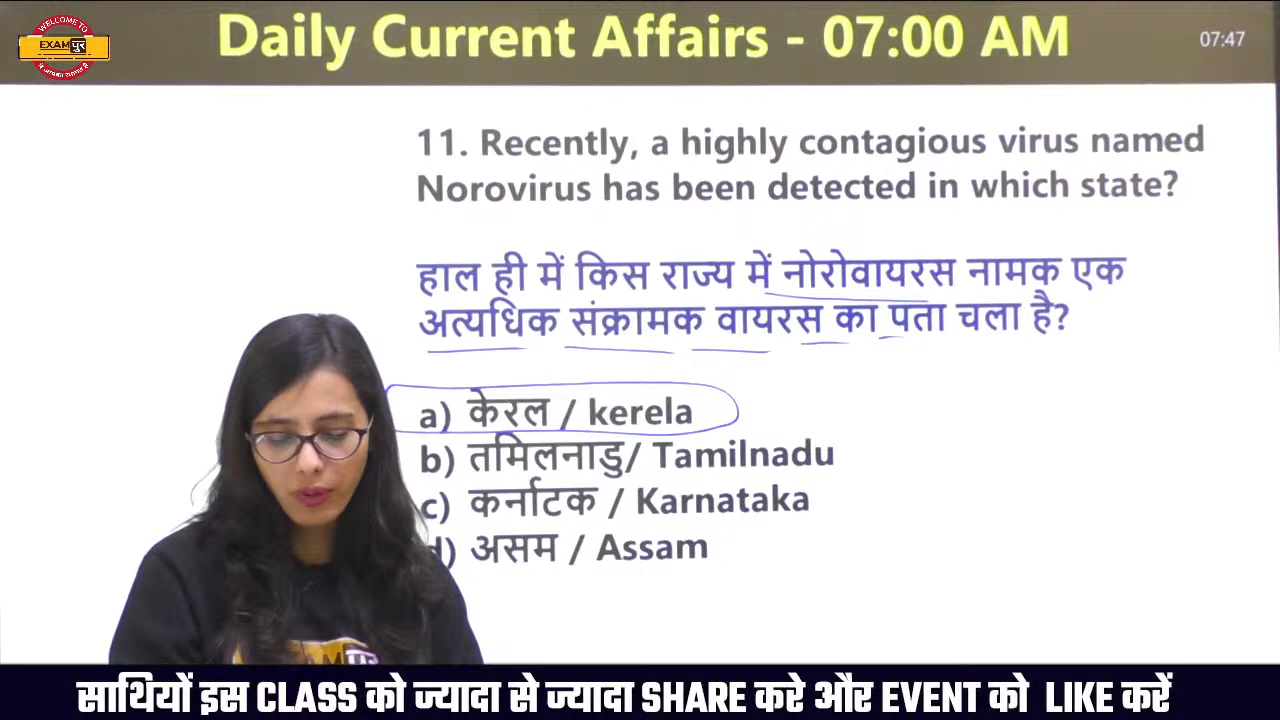 WELCOME TO
EXAMपुर
Daily Current Affairs - 07:00 AM
07:47
11. Recently, a highly contagious virus named
Norovirus has been detected in which state?
हाल ही में किस राज्य में नोरोवायरस नामक एक
अत्यधिक संक्रामक वायरस का पता चला है?
a) केरल / kerela
b) तमिलनाडु/ Tamilnadu
c) कर्नाटक / Karnataka
d) असम / Assam
साथियों इस CLASS को ज्यादा से ज्यादा SHARE करे और EVENT को LIKE करें